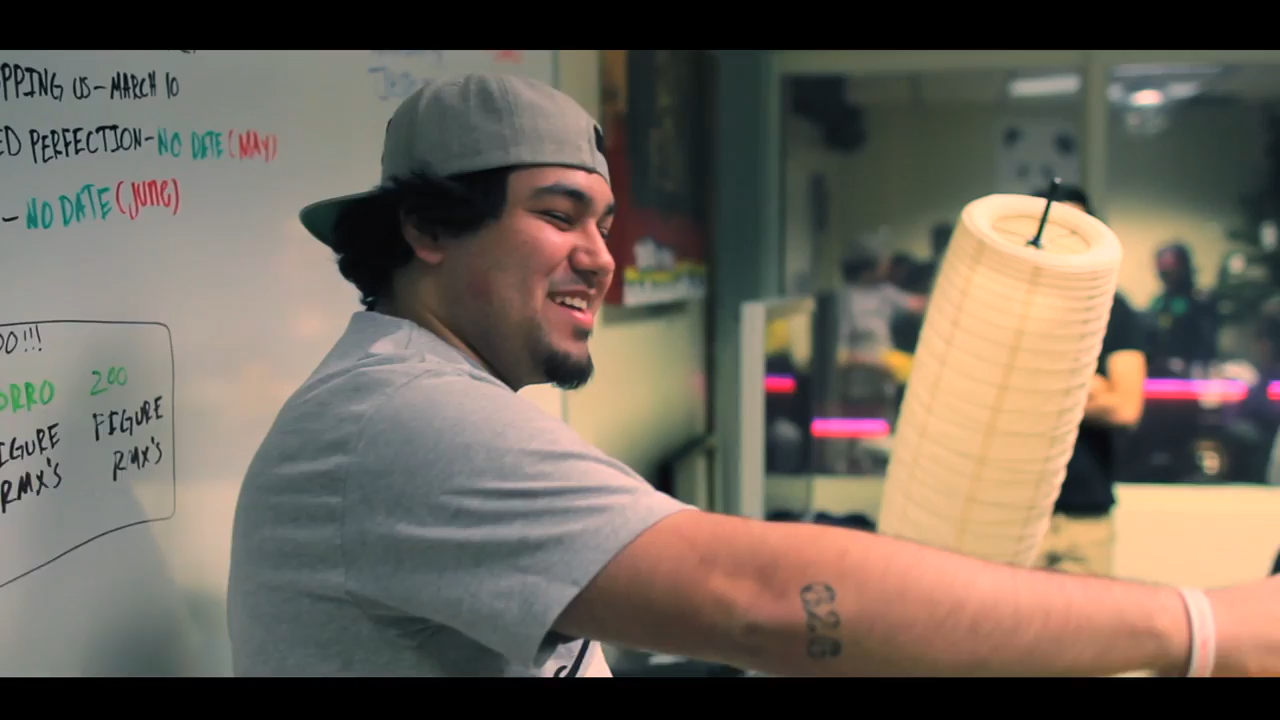 PPING US-MARCH 10
ED PERFECTION-NO DATE (MAY)
- NO DATE (JUNE)
DO!!!
ORRO 200
IGURE FIGURE
RMX'S RMX'S
626